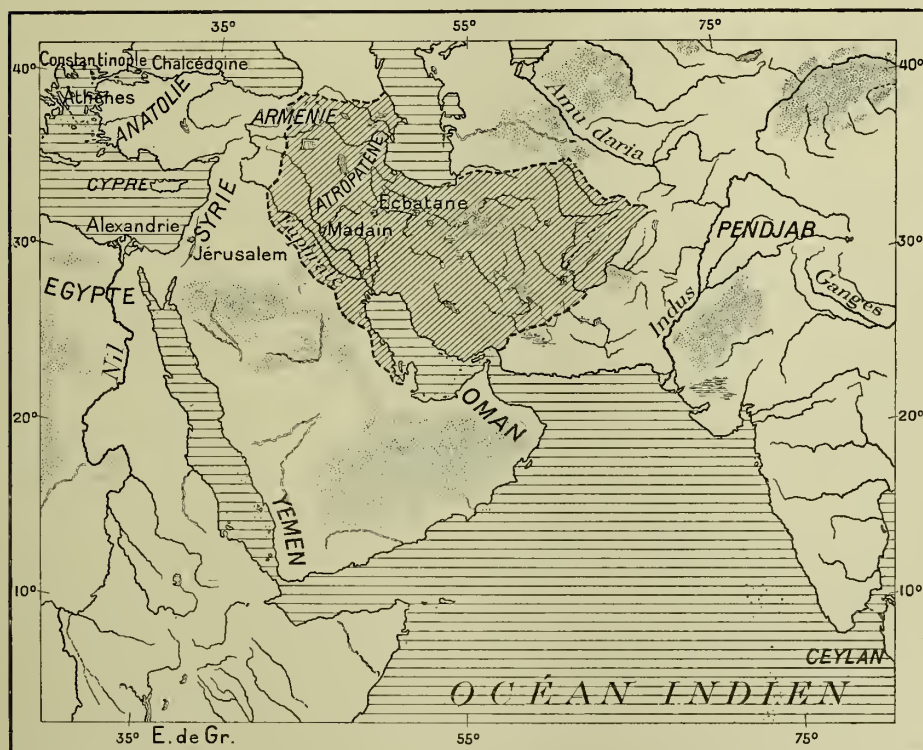 35° 55° 75°
40° 40°
Constantinople Chalcédoine
Athènes
ANATOLIE
ARMÉNIE
Amu daria
ATROPATÈNE
CYPRE
SYRIE
Ecbatane
Alexandrie
Madain
PENDJAB
30° 30°
Jérusalem
Euphrate
EGYPTE
Indus
Ganges
Nil
20° 20°
OMAN
YEMEN
10° 10°
CEYLAN
OCÉAN INDIEN
35° E. de Gr. 55° 75°